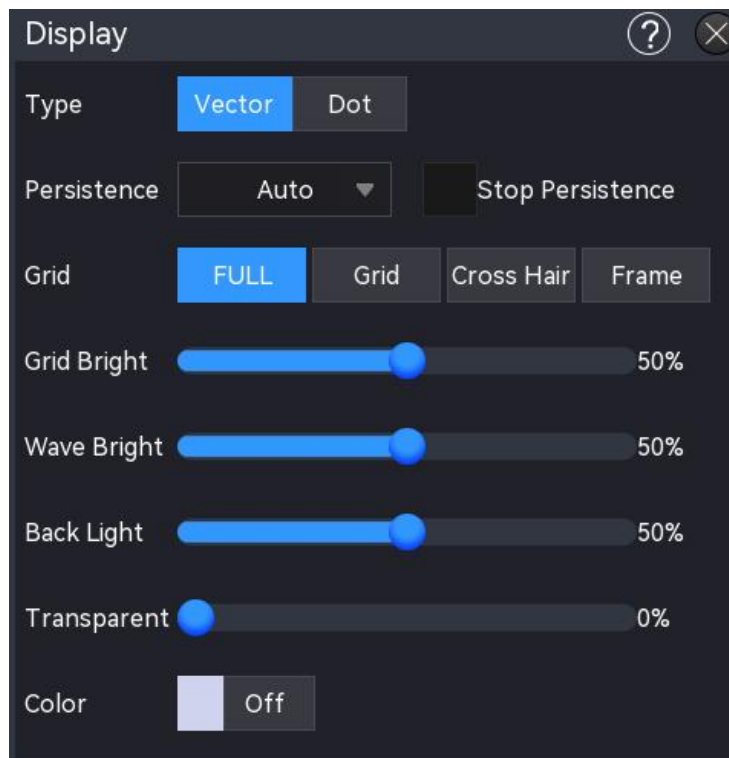 Display ?
Type Vector Dot
Persistence Auto Stop Persistence
Grid FULL Grid Cross Hair Frame
Grid Bright 50%
Wave Bright 50%
Back Light 50%
Transparent 0%
Color Off